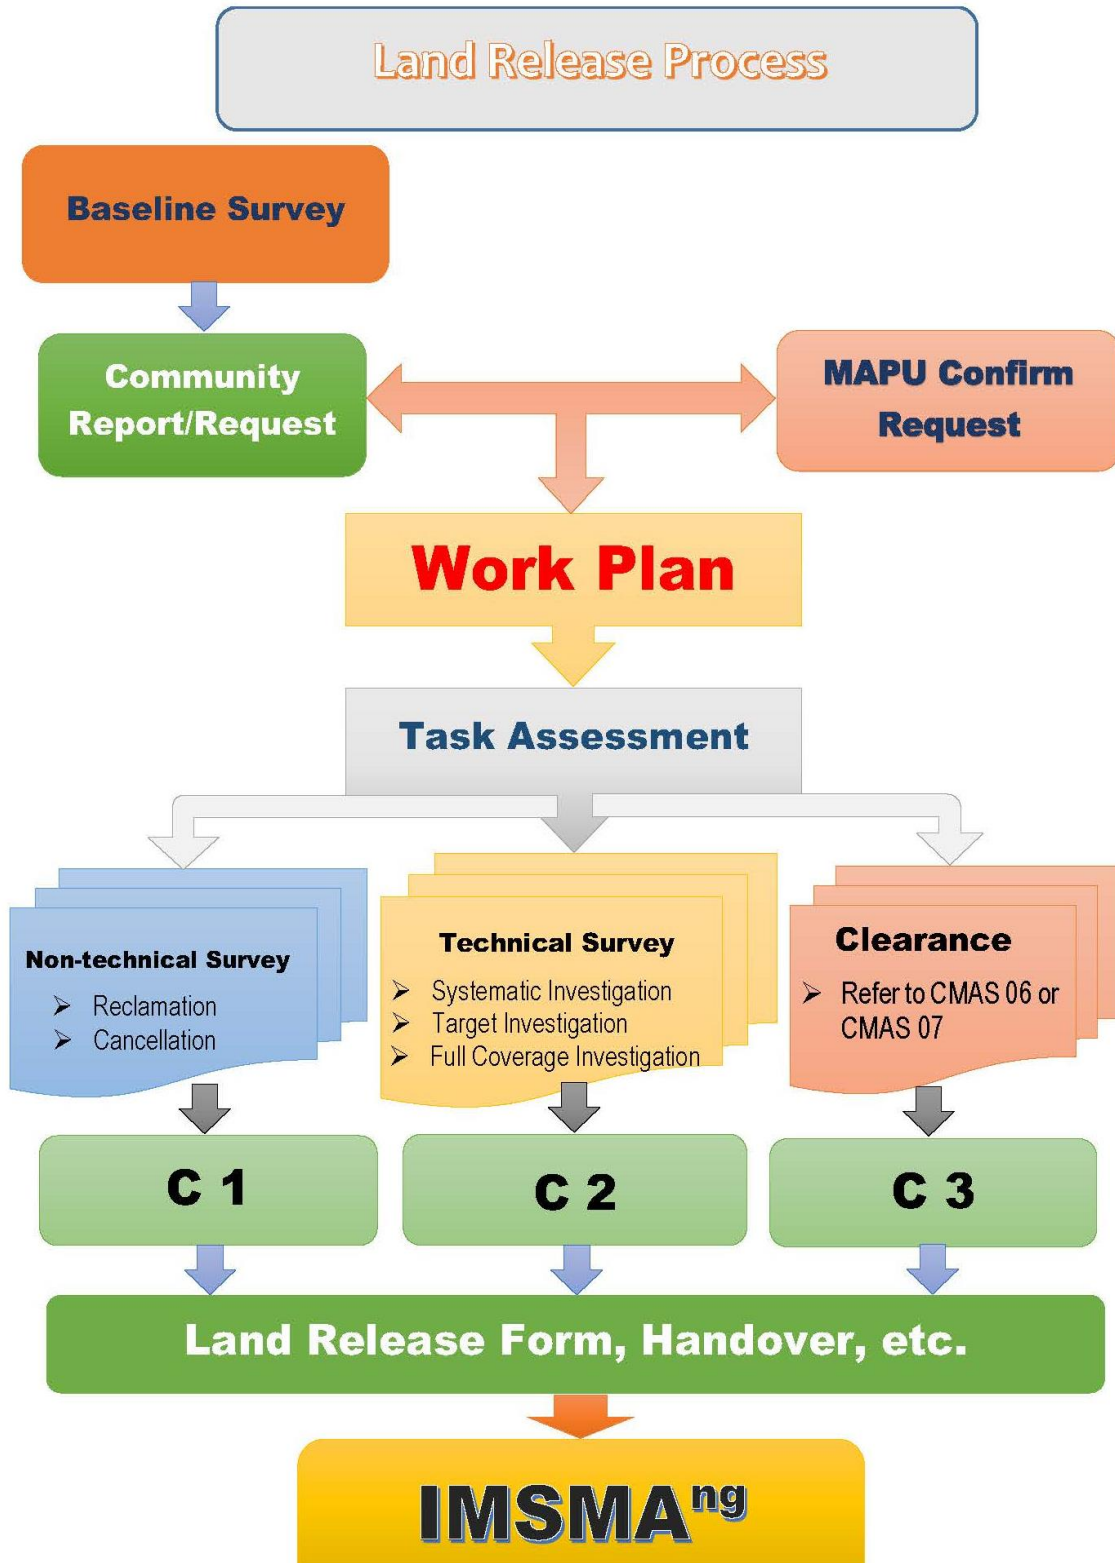 Land Release Process
Baseline Survey
Community
Report/Request
MAPU Confirm
Request
Work Plan
Task Assessment
Non-technical Survey
➢ Reclamation
➢ Cancellation
Technical Survey
➢ Systematic Investigation
➢ Target Investigation
➢ Full Coverage Investigation
Clearance
➢ Refer to CMAS 06 or
CMAS 07
C 1
C 2
C 3
Land Release Form, Handover, etc.
IMSMAng